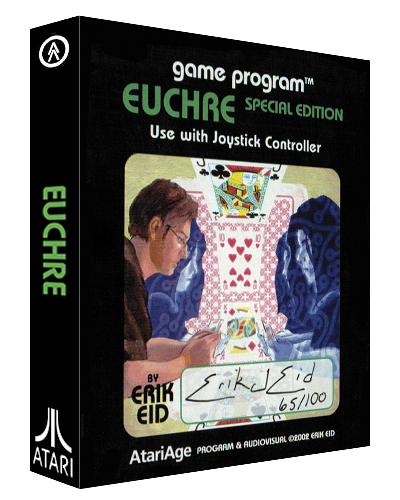 game program™
EUCHRE SPECIAL EDITION
Use with Joystick Controller
EUCHRE
BY
ERIK
EID
Erik J Eid
65/100
AtariAge PROGRAM & AUDIOVISUAL ©2002 ERIK EID
ATARI